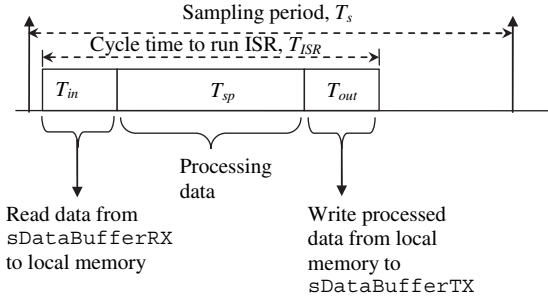 Sampling period, Ts
Cycle time to run ISR, TISR
Tin
Tsp
Tout
Processing
data
Read data from
sDataBufferRX
to local memory
Write processed
data from local
memory to
sDataBufferTX